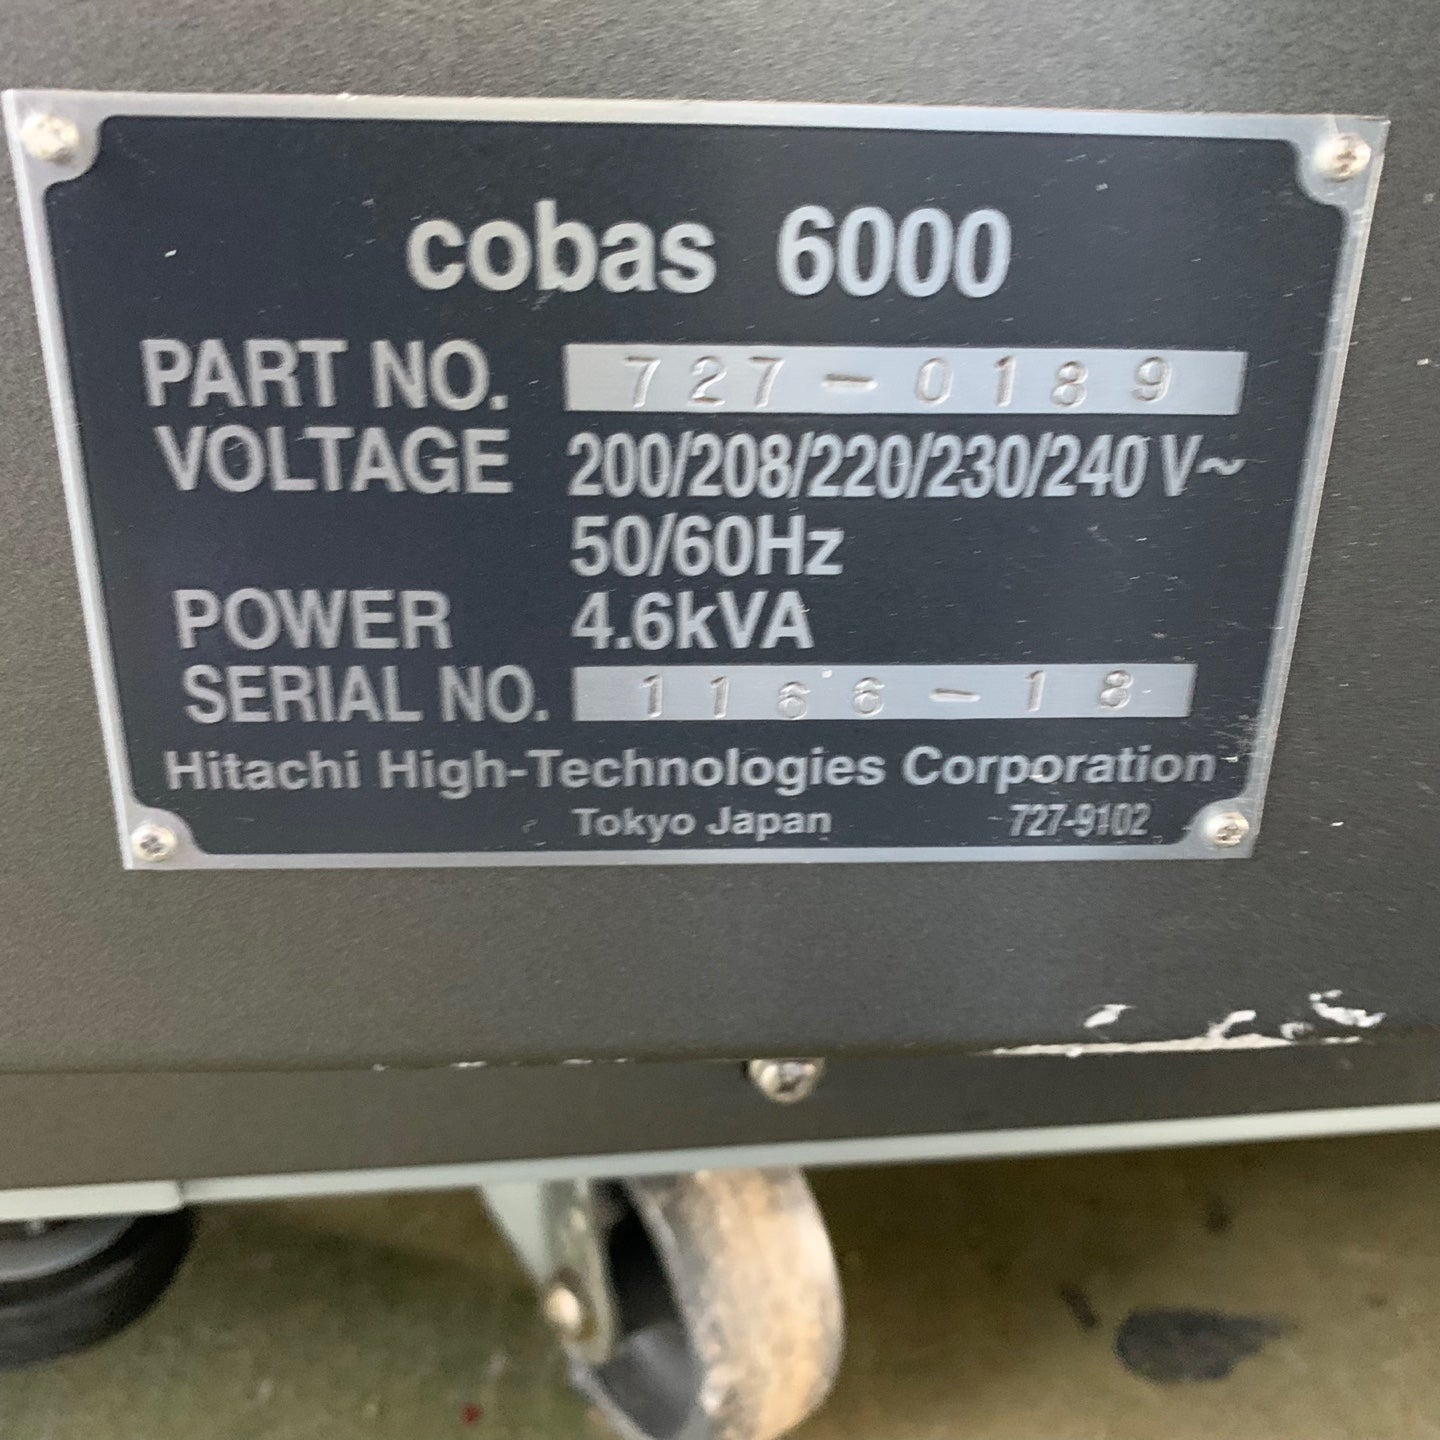 cobas 6000
PART NO. 727-0189
VOLTAGE 200/208/220/230/240 V~
50/60Hz
POWER 4.6kVA
SERIAL NO. 1166-18
Hitachi High-Technologies Corporation
Tokyo Japan 727-9102